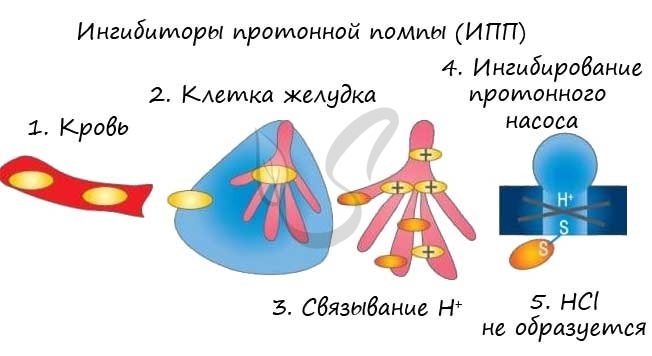 Ингибиторы протонной помпы (ИПП)
1. Кровь
2. Клетка желудка
3. Связывание H⁺
4. Ингибирование
протонного
насоса
+
+
+
+
+
H⁺
S
S
5. HCl
не образуется